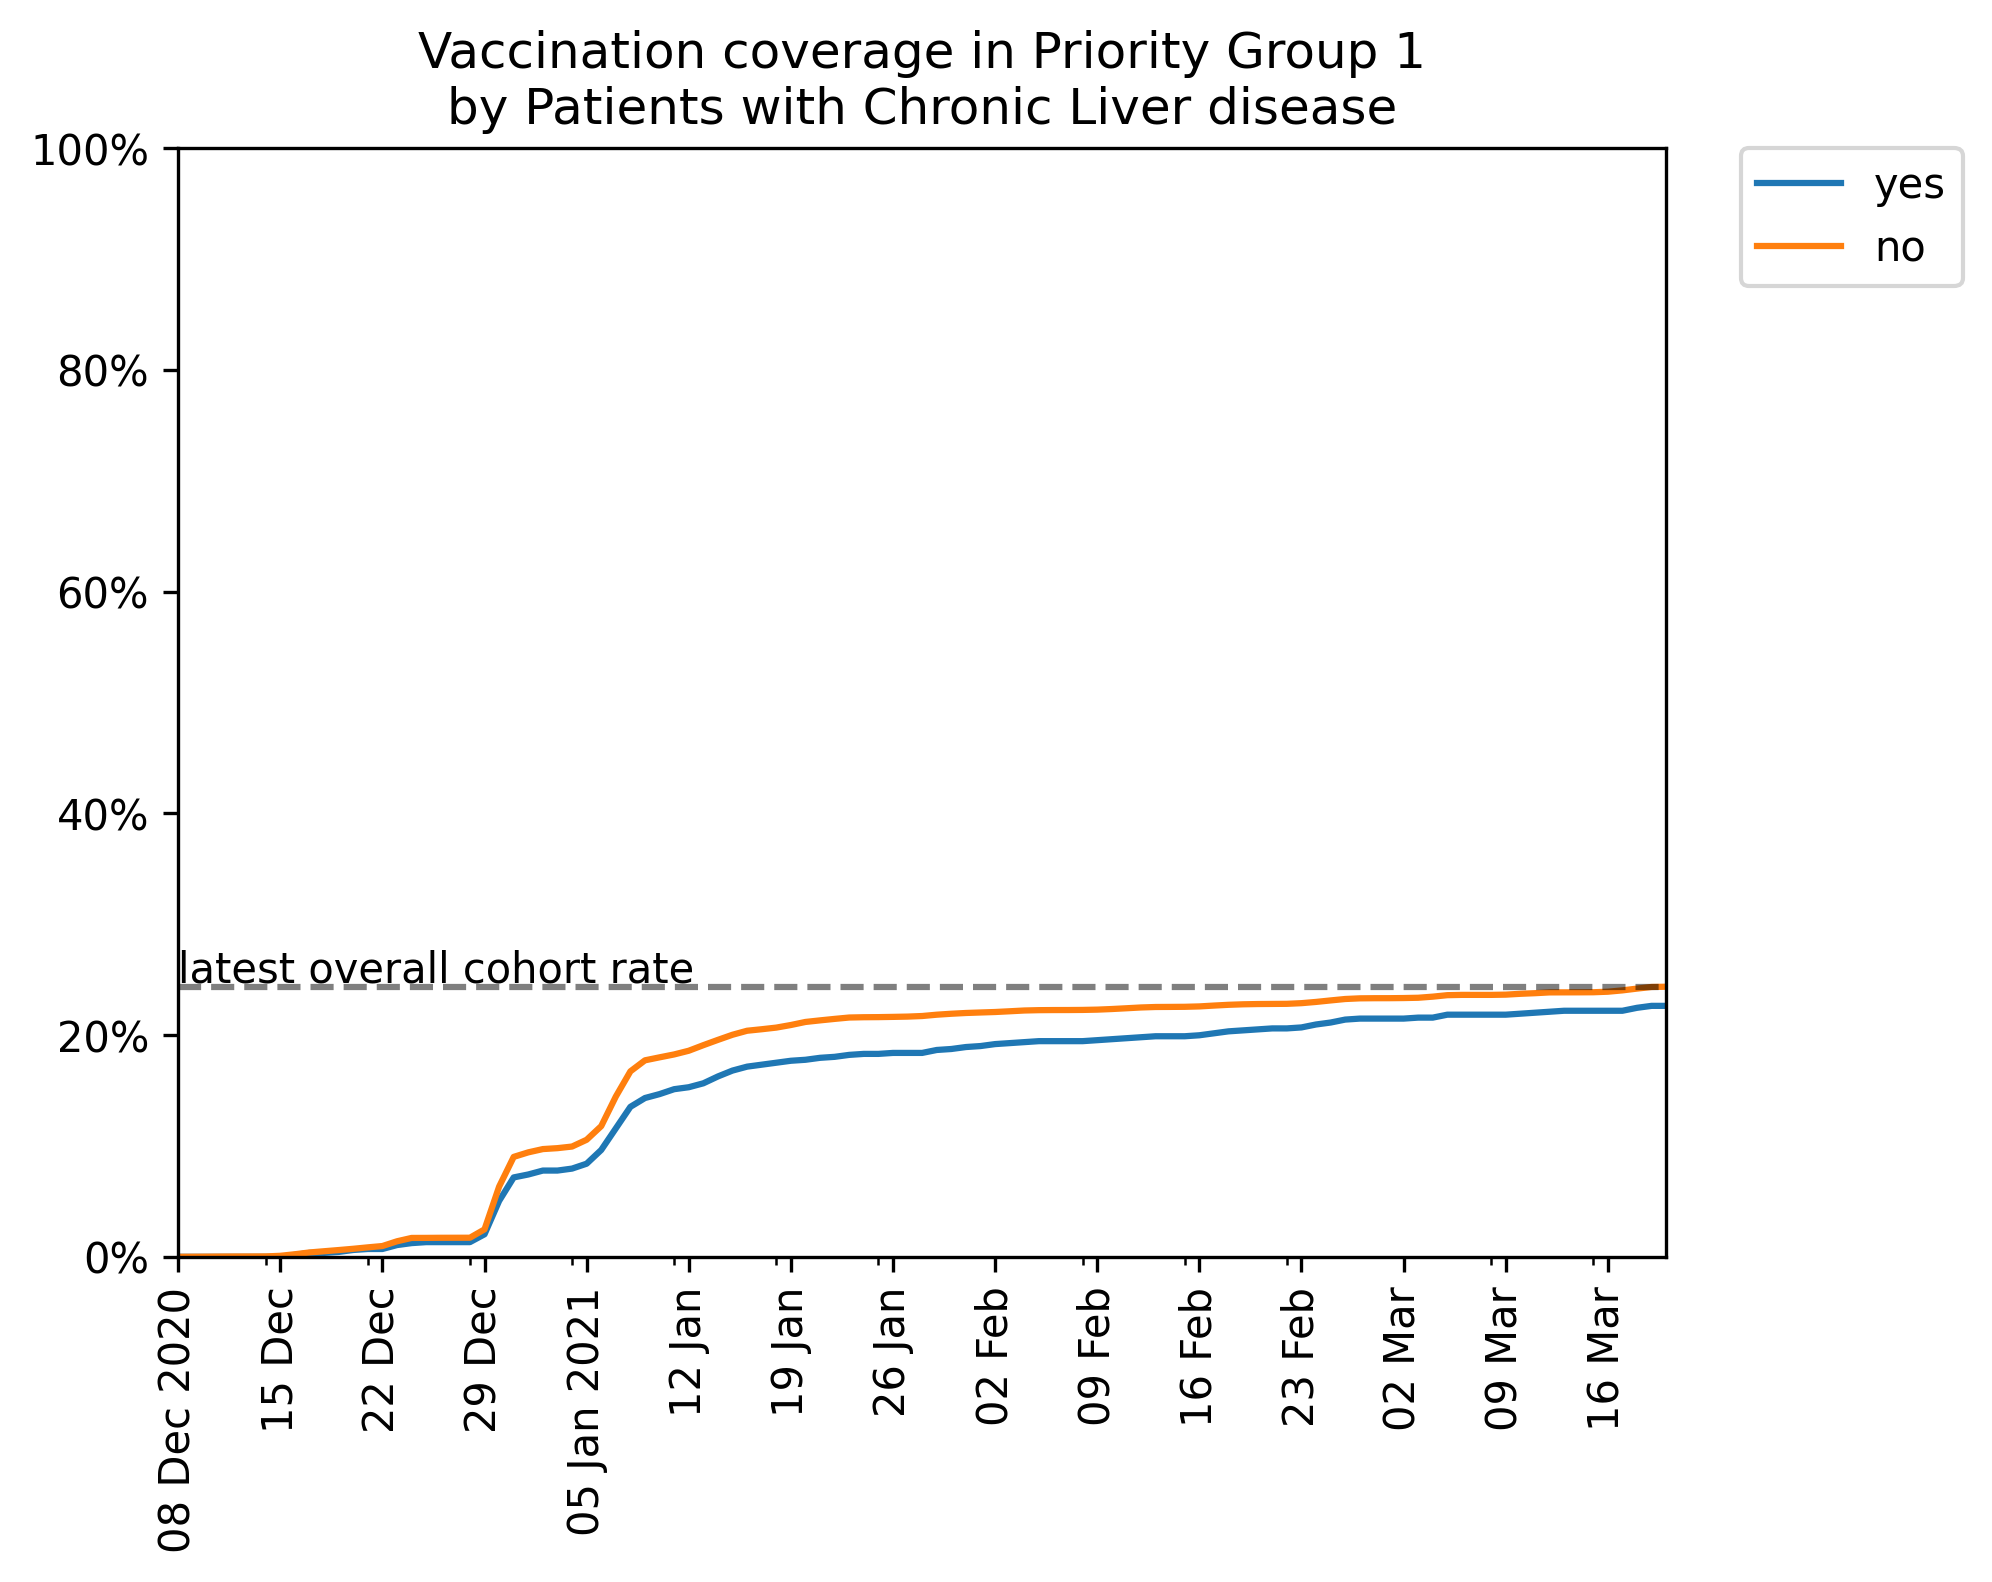 Vaccination coverage in Priority Group 1
by Patients with Chronic Liver disease
100%
80%
60%
40%
20%
0%
yes
no
latest overall cohort rate
08 Dec 2020
15 Dec
22 Dec
29 Dec
05 Jan 2021
12 Jan
19 Jan
26 Jan
02 Feb
09 Feb
16 Feb
23 Feb
02 Mar
09 Mar
16 Mar